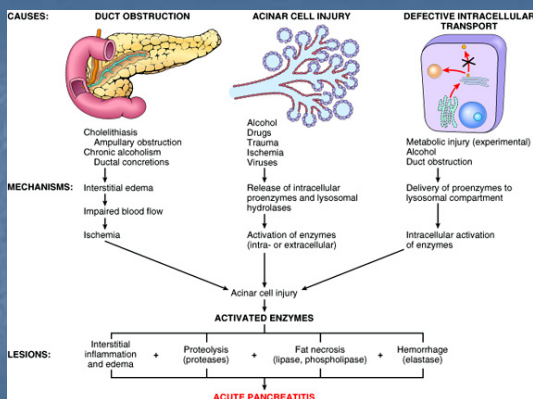 CAUSES:
DUCT OBSTRUCTION
ACINAR CELL INJURY
DEFECTIVE INTRACELLULAR
TRANSPORT
Cholelithiasis
Ampullary obstruction
Chronic alcoholism
Ductal concretions
Alcohol
Drugs
Trauma
Ischemia
Viruses
Metabolic injury (experimental)
Alcohol
Duct obstruction
MECHANISMS:
Interstitial edema
Impaired blood flow
Ischemia
Release of intracellular
proenzymes and lysosomal
hydrolases
Activation of enzymes
(intra- or extracellular)
Delivery of proenzymes to
lysosomal compartment
Intracellular activation
of enzymes
Acinar cell injury
ACTIVATED ENZYMES
LESIONS:
Interstitial
inflammation
and edema
+
Proteolysis
(proteases)
+
Fat necrosis
(lipase, phospholipase)
+
Hemorrhage
(elastase)
ACUTE PANCREATITIS